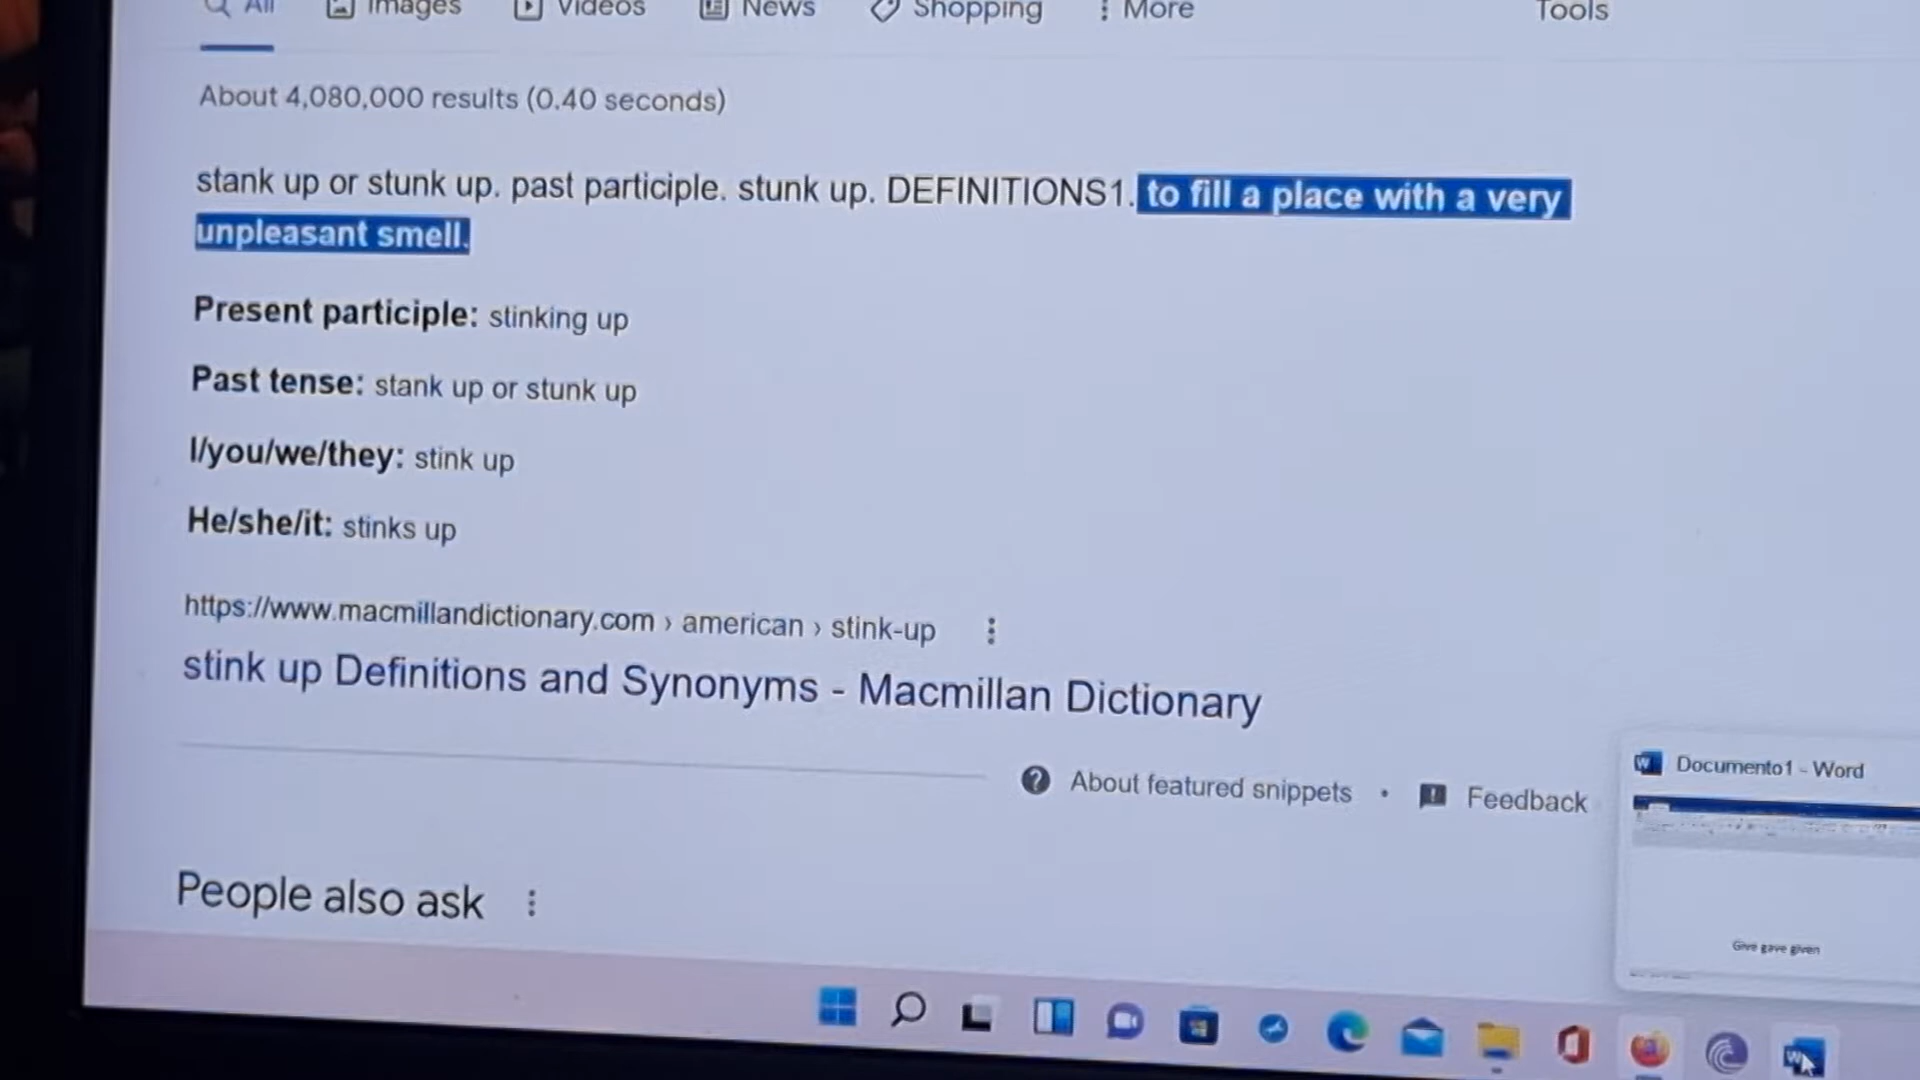 All Images Videos News Shopping More Tools
About 4,080,000 results (0.40 seconds)
stank up or stunk up. past participle. stunk up. DEFINITIONS1. to fill a place with a very
unpleasant smell.
Present participle: stinking up
Past tense: stank up or stunk up
I/you/we/they: stink up
He/she/it: stinks up
https://www.macmillandictionary.com › american › stink-up
stink up Definitions and Synonyms - Macmillan Dictionary
About featured snippets • Feedback
Documento1 - Word
Give gave given
People also ask